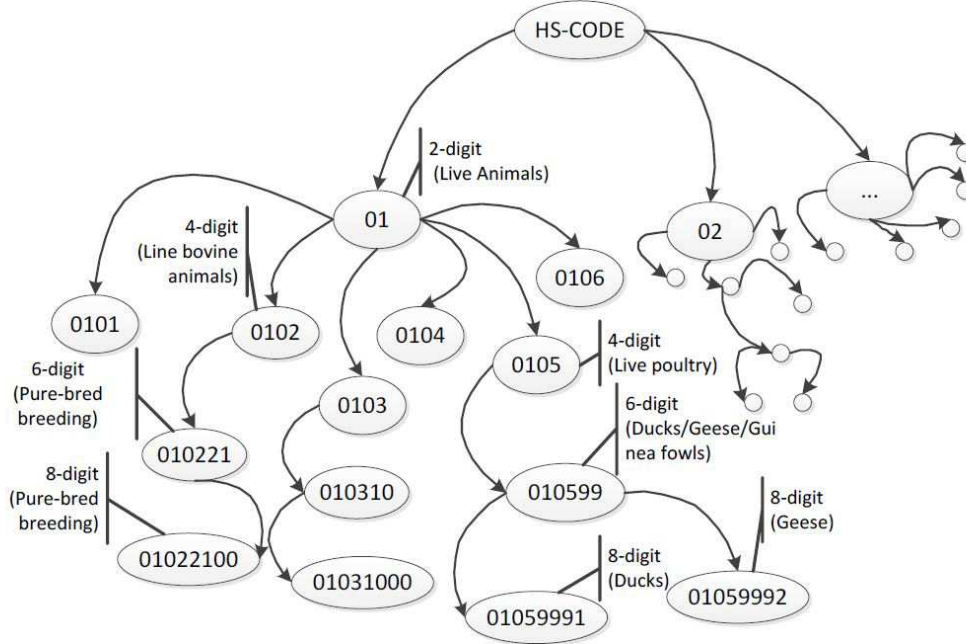 HS-CODE
2-digit
(Live Animals)
...
01
02
4-digit
(Line bovine
animals)
0106
0101
0102
0104
0105
4-digit
(Live poultry)
6-digit
(Pure-bred
breeding)
0103
6-digit
(Ducks/Geese/Gui
nea fowls)
010221
8-digit
(Pure-bred
breeding)
010310
010599
8-digit
(Geese)
01022100
01031000
8-digit
(Ducks)
01059991
01059992